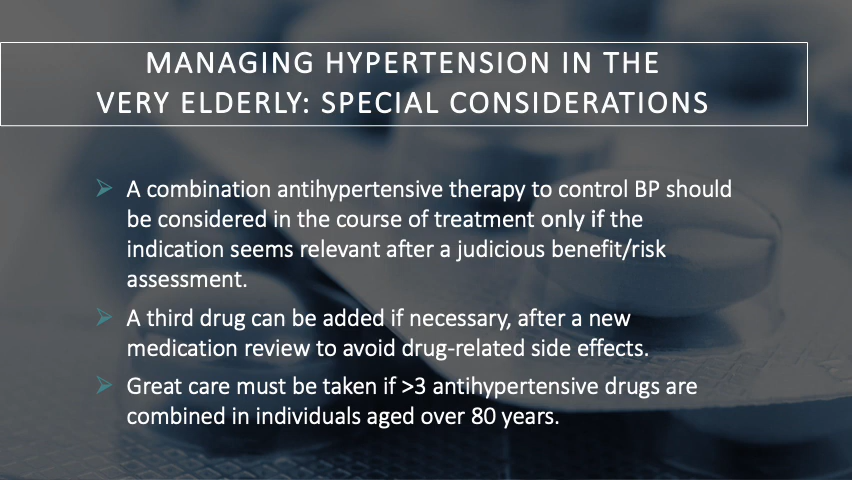 MANAGING HYPERTENSION IN THE
VERY ELDERLY: SPECIAL CONSIDERATIONS
A combination antihypertensive therapy to control BP should
be considered in the course of treatment only if the
indication seems relevant after a judicious benefit/risk
assessment.
A third drug can be added if necessary, after a new
medication review to avoid drug-related side effects.
Great care must be taken if >3 antihypertensive drugs are
combined in individuals aged over 80 years.